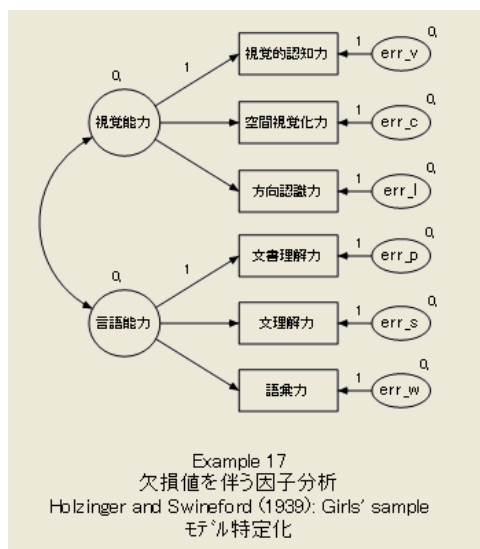 0,
1
視覚能力
視覚的認知力
1
err_v
0,
空間視覚化力
1
err_c
0,
方向認識力
1
err_l
0,
0,
1
言語能力
文書理解力
1
err_p
0,
文理解力
1
err_s
0,
語彙力
1
err_w
0,
Example 17
欠損値を伴う因子分析
Holzinger and Swineford (1939): Girls' sample
モデル特定化